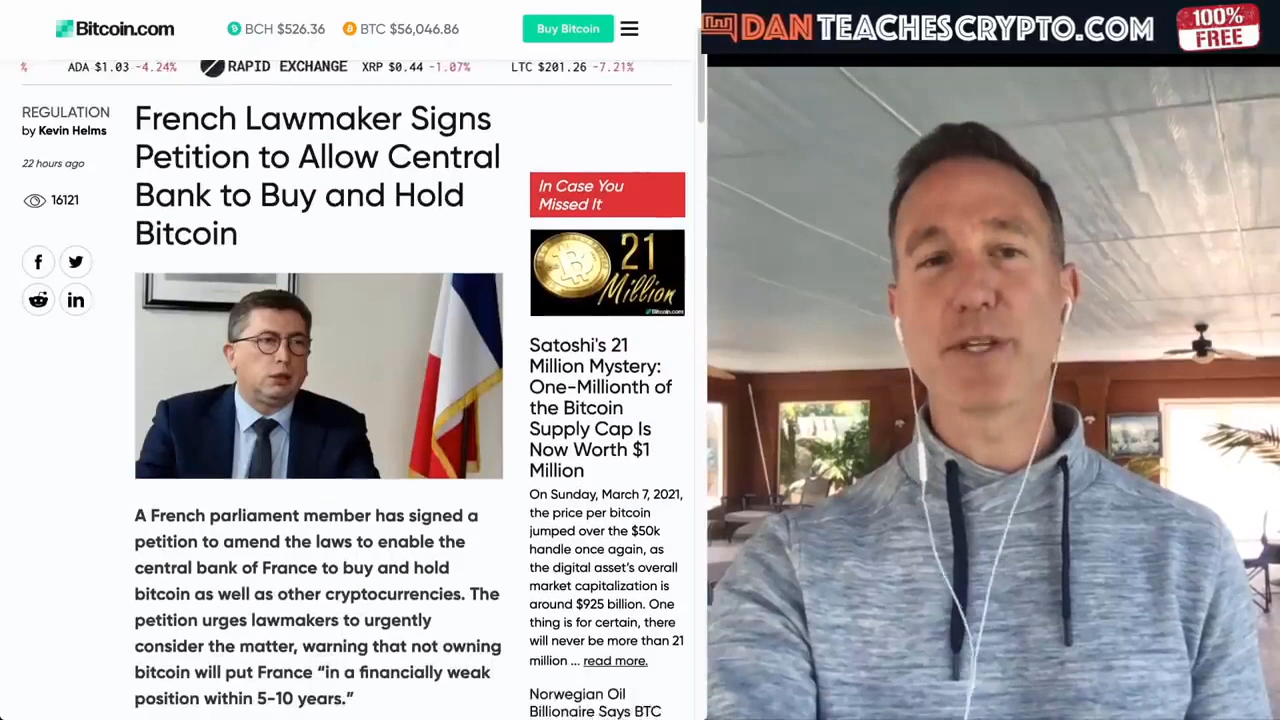 Bitcoin.com
BCH $526.36
BTC $56,046.86
Buy Bitcoin
%
ADA $1.03 -4.24%
RAPID EXCHANGE
XRP $0.44 -1.07%
LTC $201.26 -7.21%
REGULATION
by Kevin Helms
22 hours ago
16121
French Lawmaker Signs
Petition to Allow Central
Bank to Buy and Hold
Bitcoin
A French parliament member has signed a
petition to amend the laws to enable the
central bank of France to buy and hold
bitcoin as well as other cryptocurrencies. The
petition urges lawmakers to urgently
consider the matter, warning that not owning
bitcoin will put France “in a financially weak
position within 5-10 years.”
In Case You
Missed It
21
Million
Bitcoin.com
Satoshi's 21
Million Mystery:
One-Millionth of
the Bitcoin
Supply Cap Is
Now Worth $1
Million
On Sunday, March 7, 2021,
the price per bitcoin
jumped over the $50k
handle once again, as
the digital asset’s overall
market capitalization is
around $925 billion. One
thing is for certain, there
will never be more than 21
million ... read more.
Norwegian Oil
Billionaire Says BTC
DAN TEACHESCRYPTO.COM
100%
FREE